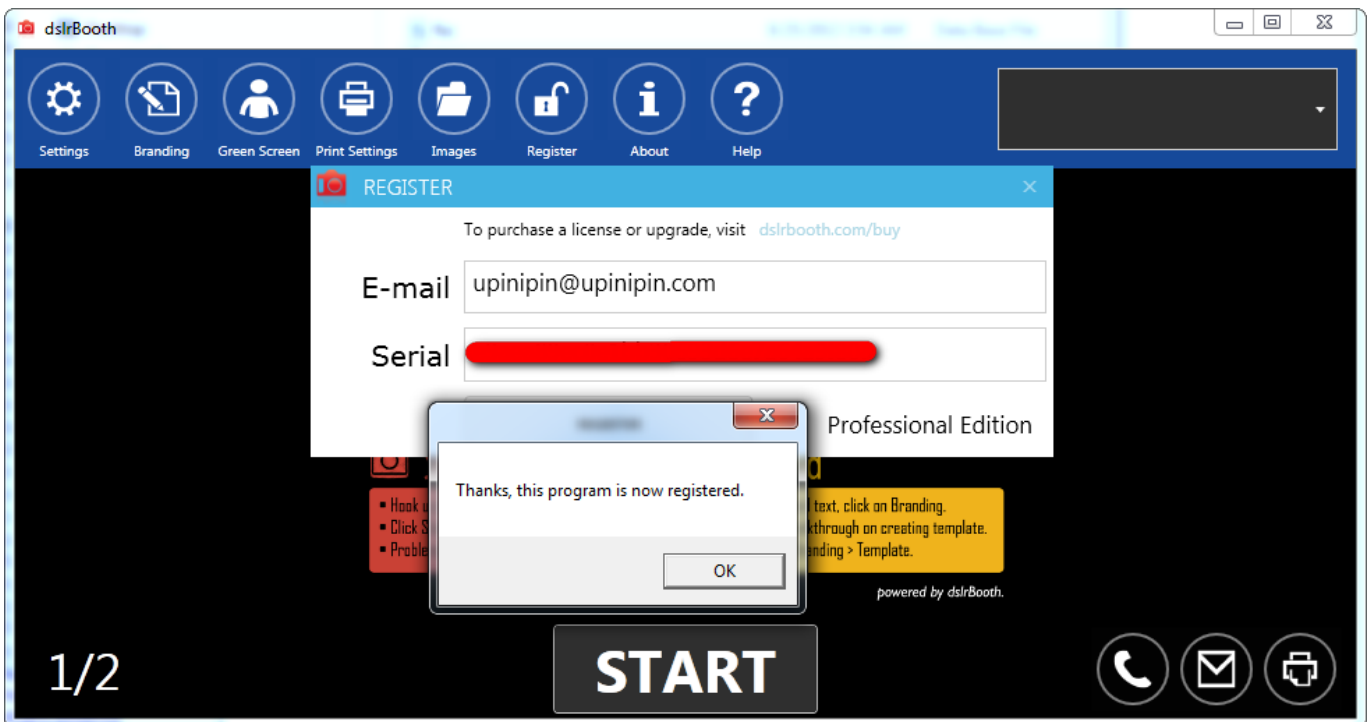 dslrBooth
Settings
Branding
Green Screen
Print Settings
Images
Register
About
Help
REGISTER
To purchase a license or upgrade, visit dslrbooth.com/buy
E-mail
upinipin@upinipin.com
Serial
Professional Edition
Thanks, this program is now registered.
OK
▪ Hook
▪ Click
text, click on Branding.
on creating template.
> Template.
powered by dslrBooth.
1/2
START